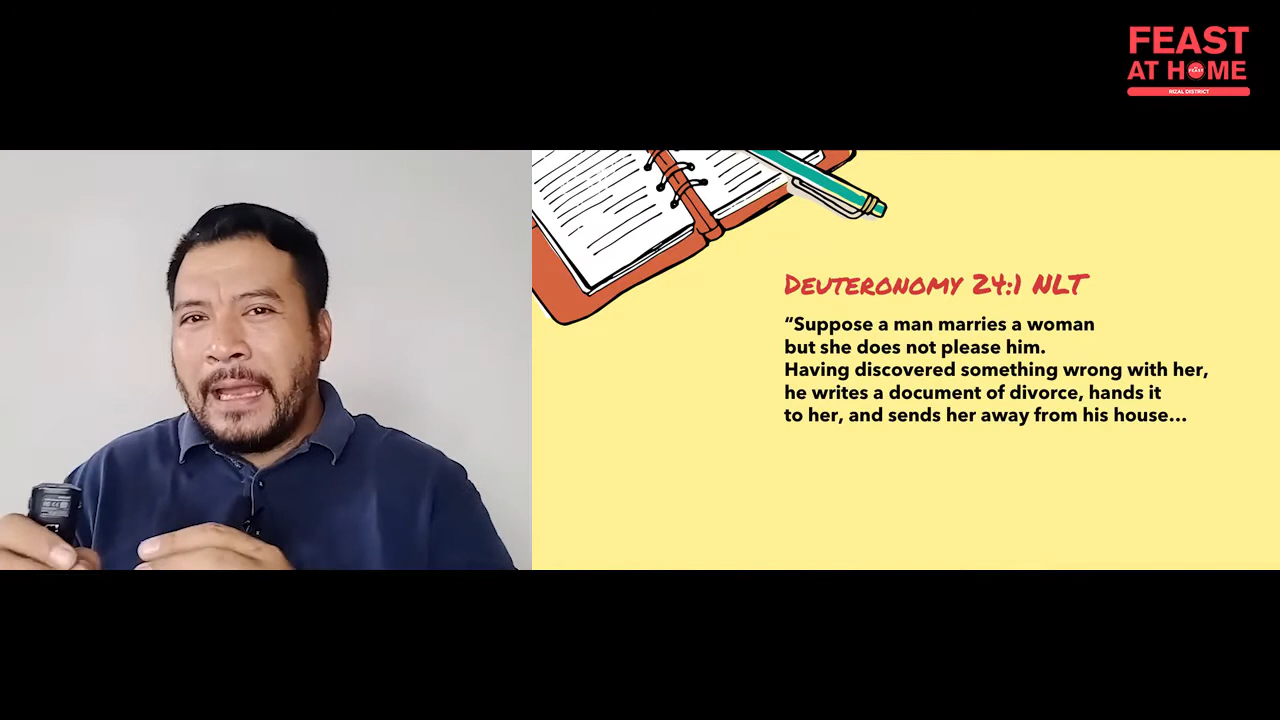 FEAST
AT HOME
RIZAL DISTRICT
DEUTERONOMY 24:1 NLT
“Suppose a man marries a woman
but she does not please him.
Having discovered something wrong with her,
he writes a document of divorce, hands it
to her, and sends her away from his house...